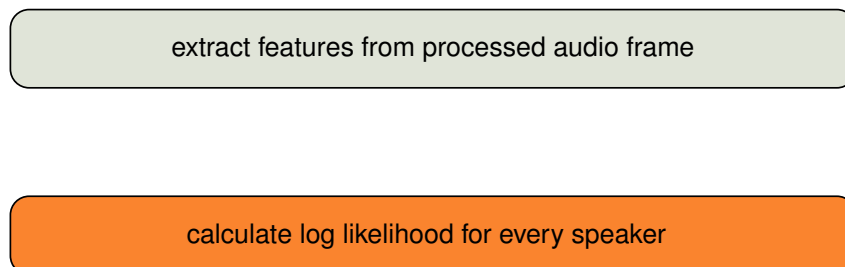 extract features from processed audio frame
calculate log likelihood for every speaker